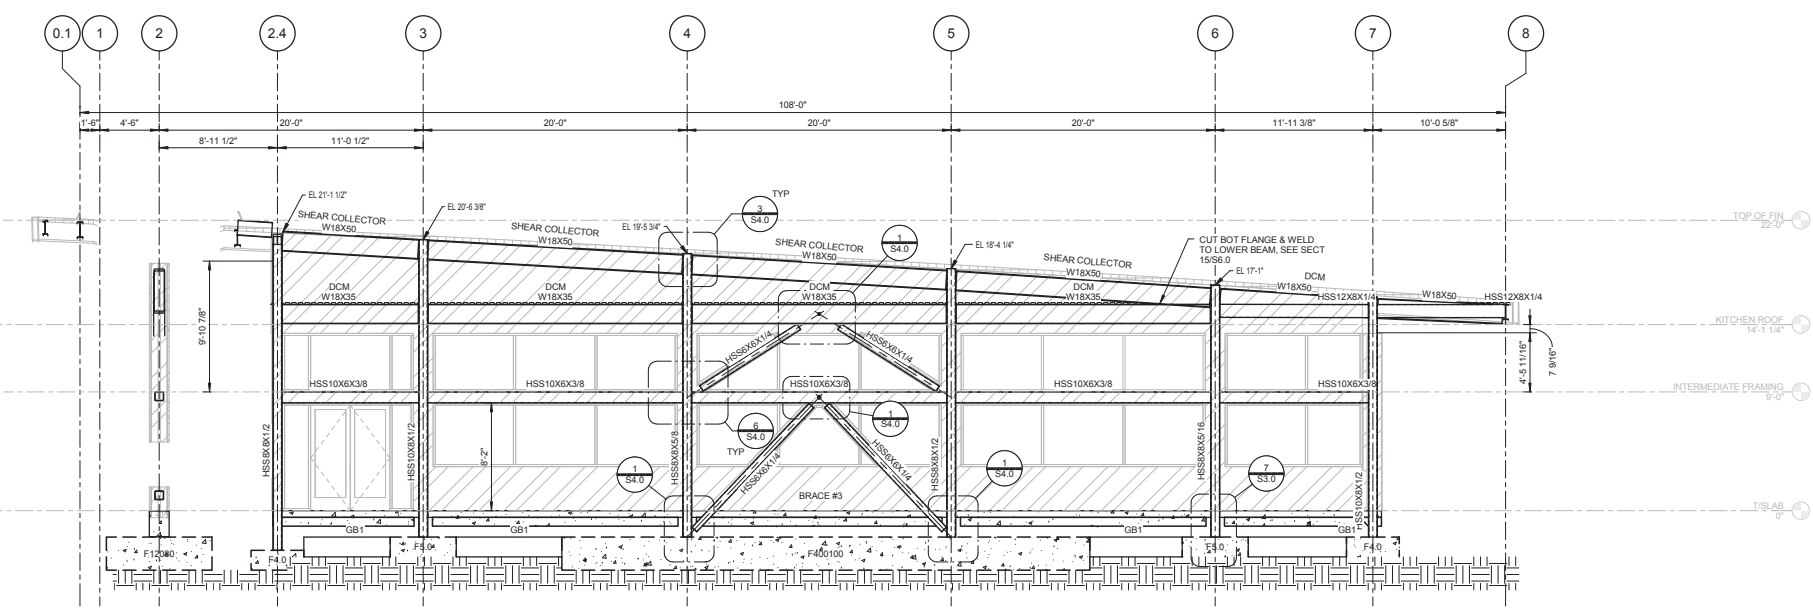 0.1 1 2 2.4 3 4 5 6 7 8
108'-0"
1'-6" 4'-6" 20'-0" 20'-0" 20'-0" 20'-0" 11'-11 3/8" 10'-0 5/8"
8'-11 1/2" 11'-0 1/2"
TYP
EL 21'-1 1/2"
EL 20'-6 3/8"
3
S4.0
SHEAR COLLECTOR
W18X50
SHEAR COLLECTOR
W18X50
EL 19'-5 3/4"
1
S4.0
SHEAR COLLECTOR
W18X50
EL 18'-4 1/4"
CUT BOT FLANGE & WELD
TO LOWER BEAM, SEE SECT
15/S6.0
SHEAR COLLECTOR
W18X50
EL 17'-1"
DCM
W18X50
W18X50
TOP OF FIN
22'-0"
DCM
W18X35
DCM
W18X35
DCM
W18X35
DCM
W18X35
HSS12X8X1/4
HSS12X8X1/4
KITCHEN ROOF
14'-1 1/4"
9'-10 7/8"
HSS6X6X1/4
HSS6X6X1/4
4'-5 11/16"
7 9/16"
HSS10X6X3/8
HSS10X6X3/8
HSS10X6X3/8
HSS10X6X3/8
HSS10X6X3/8
INTERMEDIATE FRAMING
9'-0"
1
S4.0
6
S4.0
TYP
HSS8X8X1/2
HSS10X8X1/2
8'-2"
HSS8X8X5/8
HSS6X6X1/4
HSS6X6X1/4
HSS8X8X1/2
HSS8X8X5/16
HSS10X8X1/2
1
S4.0
1
S4.0
7
S3.0
BRACE #3
T/SLAB
0"
GB1 GB1 GB1 GB1
F12080 F4.0 F5.0 F400100 F5.0 F4.0